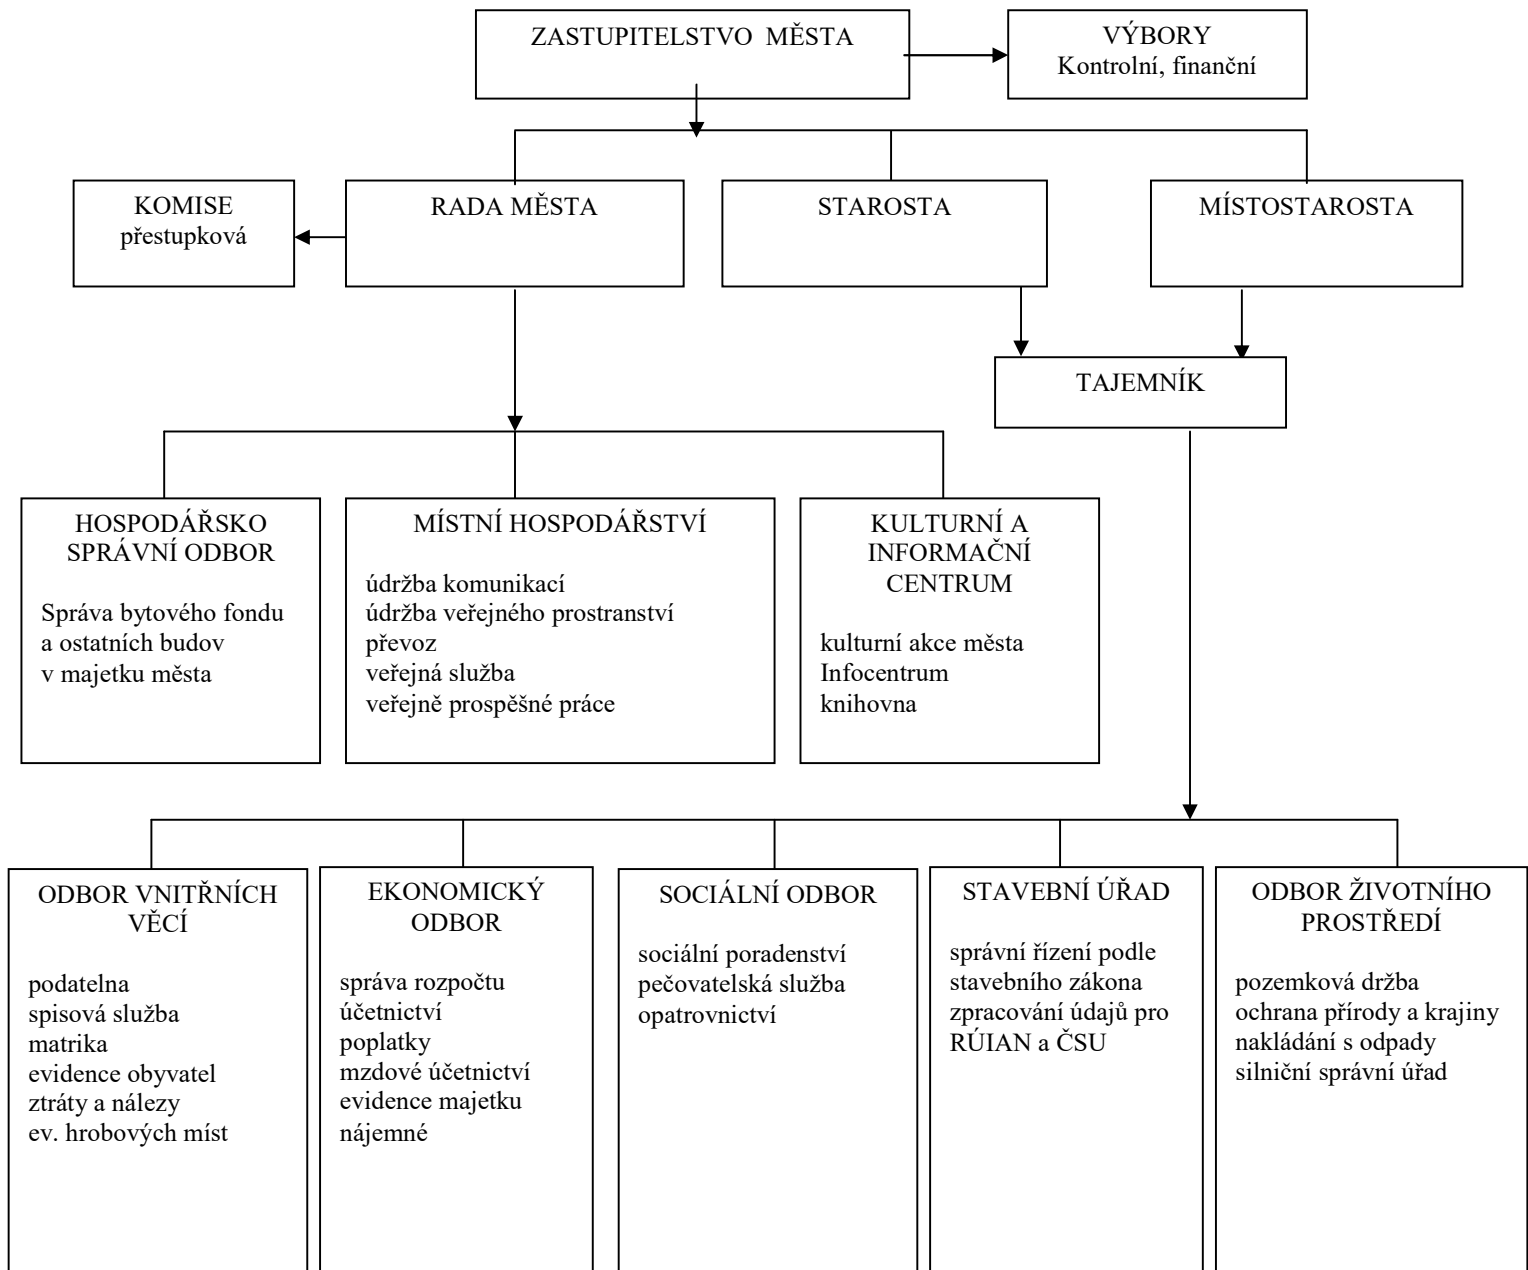 ZASTUPITELSTVO MĚSTA
VÝBORY
Kontrolní, finanční
KOMISE
přestupková
RADA MĚSTA
STAROSTA
MÍSTOSTAROSTA
TAJEMNÍK
HOSPODÁŘSKO
SPRÁVNÍ ODBOR
Správa bytového fondu
a ostatních budov
v majetku města
MÍSTNÍ HOSPODÁŘSTVÍ
údržba komunikací
údržba veřejného prostranství
převoz
veřejná služba
veřejně prospěšné práce
KULTURNÍ A
INFORMAČNÍ
CENTRUM
kulturní akce města
Infocentrum
knihovna
ODBOR VNITŘNÍCH
VĚCÍ
podatelna
spisová služba
matrika
evidence obyvatel
ztráty a nálezy
ev. hrobových míst
EKONOMICKÝ
ODBOR
správa rozpočtu
účetnictví
poplatky
mzdové účetnictví
evidence majetku
nájemné
SOCIÁLNÍ ODBOR
sociální poradenství
pečovatelská služba
opatrovnictví
STAVEBNÍ ÚŘAD
správní řízení podle
stavebního zákona
zpracování údajů pro
RÚIAN a ČSU
ODBOR ŽIVOTNÍHO
PROSTŘEDÍ
pozemková držba
ochrana přírody a krajiny
nakládání s odpady
silniční správní úřad